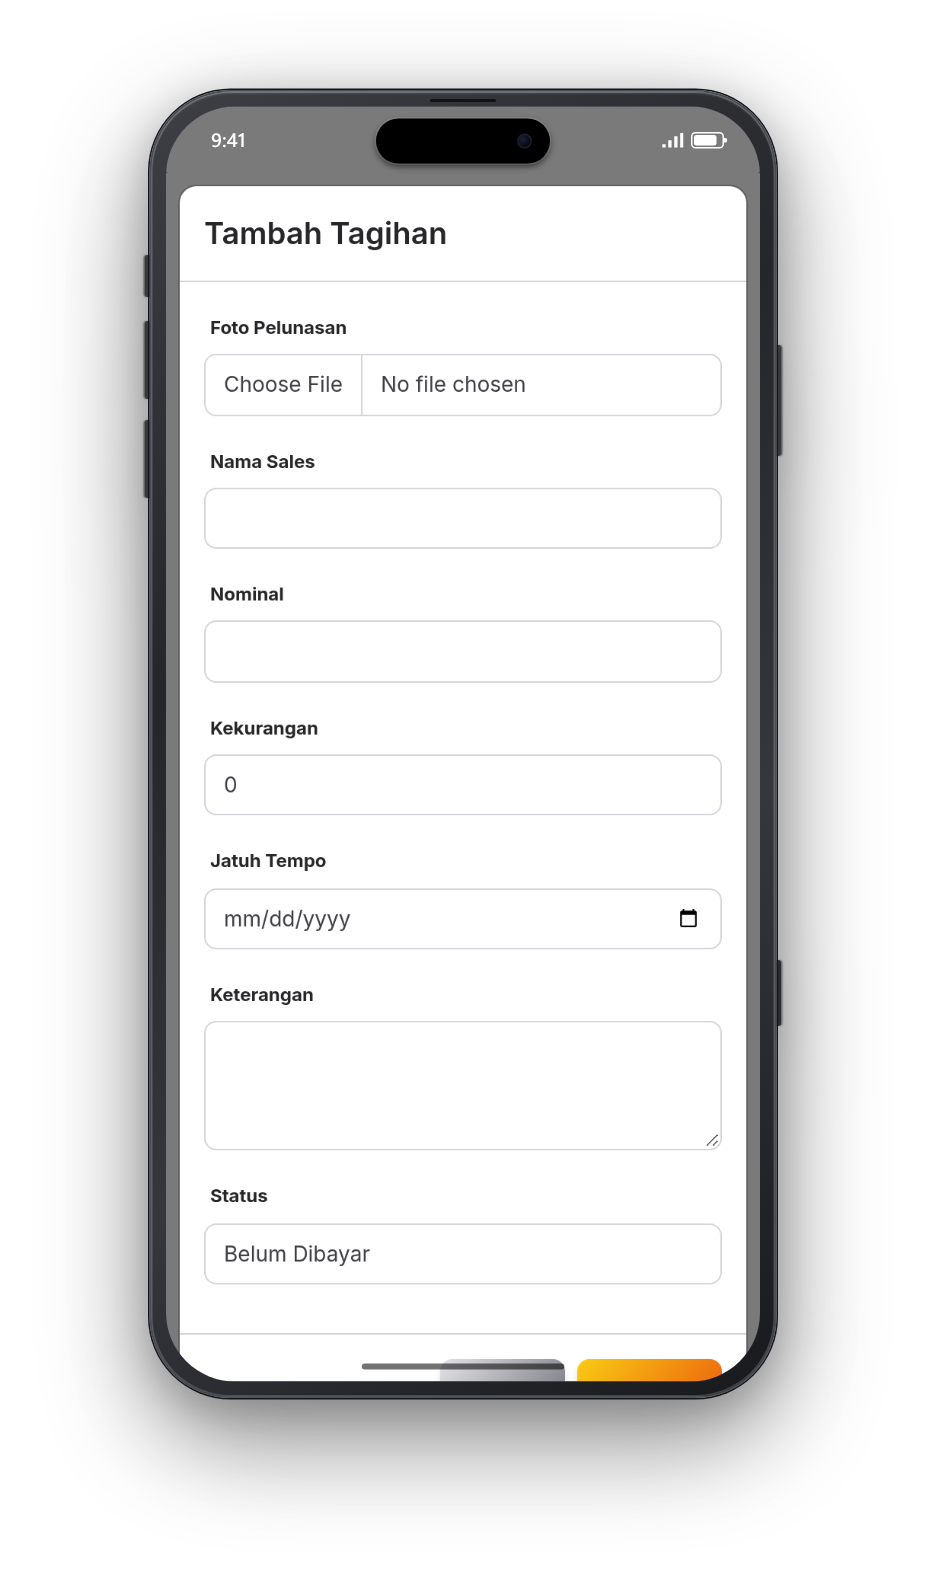 9:41
Tambah Tagihan
Foto Pelunasan
Choose File No file chosen
Nama Sales
Nominal
Kekurangan
0
Jatuh Tempo
mm/dd/yyyy
Keterangan
Status
Belum Dibayar